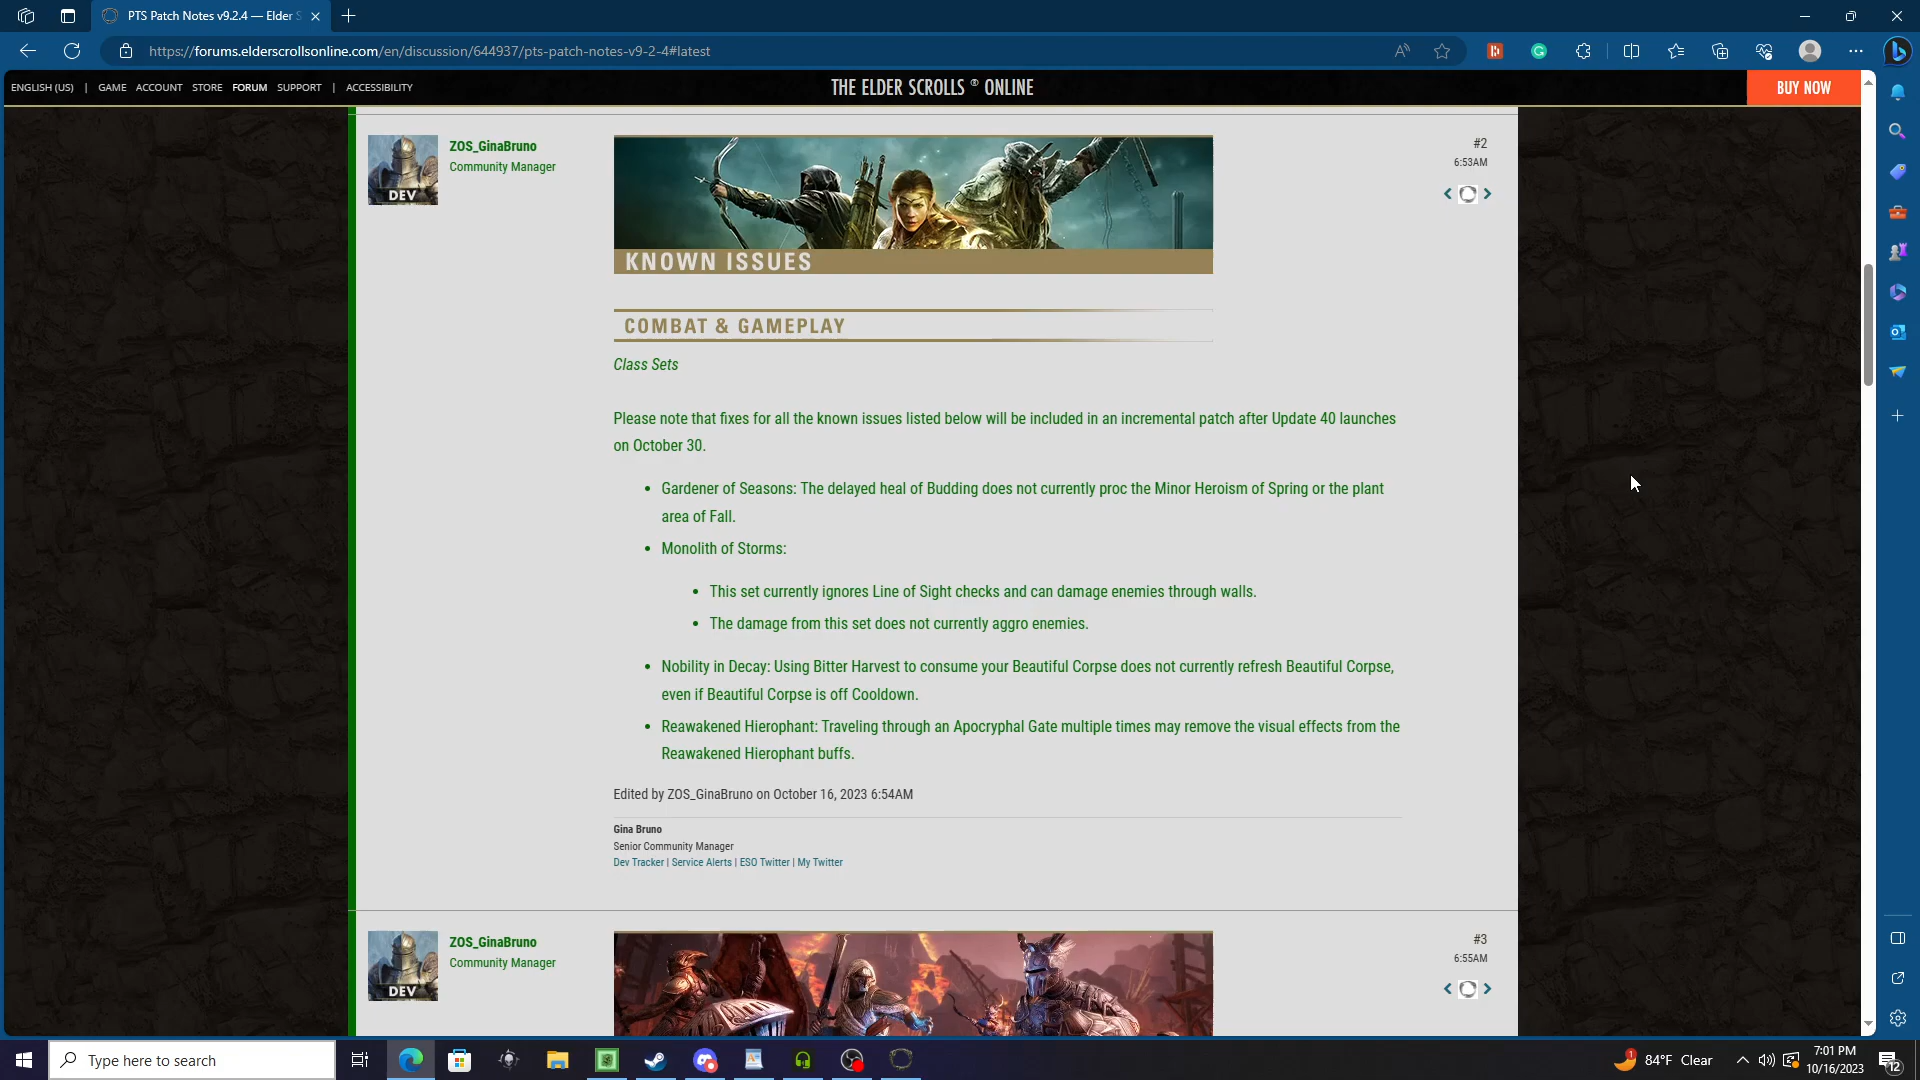 PTS Patch Notes v9.2.4 — Elder S
https://forums.elderscrollsonline.com/en/discussion/644937/pts-patch-notes-v9-2-4#latest
ENGLISH (US) | GAME ACCOUNT STORE FORUM SUPPORT | ACCESSIBILITY
THE ELDER SCROLLS ® ONLINE
BUY NOW
ZOS_GinaBruno
Community Manager
DEV
#2
6:53AM
KNOWN ISSUES
COMBAT & GAMEPLAY
Class Sets
Please note that fixes for all the known issues listed below will be included in an incremental patch after Update 40 launches
on October 30.
• Gardener of Seasons: The delayed heal of Budding does not currently proc the Minor Heroism of Spring or the plant
area of Fall.
• Monolith of Storms:
• This set currently ignores Line of Sight checks and can damage enemies through walls.
• The damage from this set does not currently aggro enemies.
• Nobility in Decay: Using Bitter Harvest to consume your Beautiful Corpse does not currently refresh Beautiful Corpse,
even if Beautiful Corpse is off Cooldown.
• Reawakened Hierophant: Traveling through an Apocryphal Gate multiple times may remove the visual effects from the
Reawakened Hierophant buffs.
Edited by ZOS_GinaBruno on October 16, 2023 6:54AM
Gina Bruno
Senior Community Manager
Dev Tracker | Service Alerts | ESO Twitter | My Twitter
ZOS_GinaBruno
Community Manager
DEV
#3
6:55AM
Type here to search
1
84°F Clear
7:01 PM
10/16/2023
12